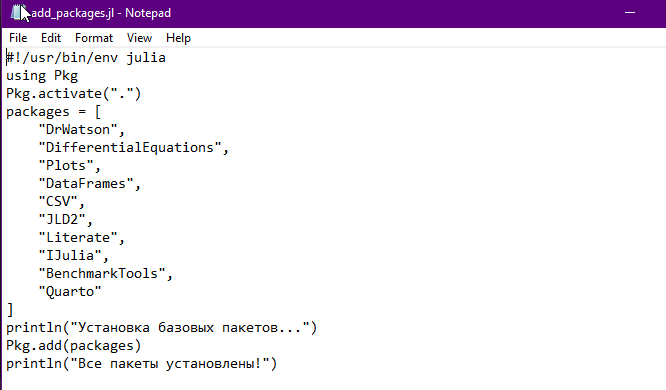 add_packages.jl - Notepad
File Edit Format View Help
#!/usr/bin/env julia
using Pkg
Pkg.activate(".")
packages = [
    "DrWatson",
    "DifferentialEquations",
    "Plots",
    "DataFrames",
    "CSV",
    "JLD2",
    "Literate",
    "IJulia",
    "BenchmarkTools",
    "Quarto"
]
println("Установка базовых пакетов...")
Pkg.add(packages)
println("Все пакеты установлены!")